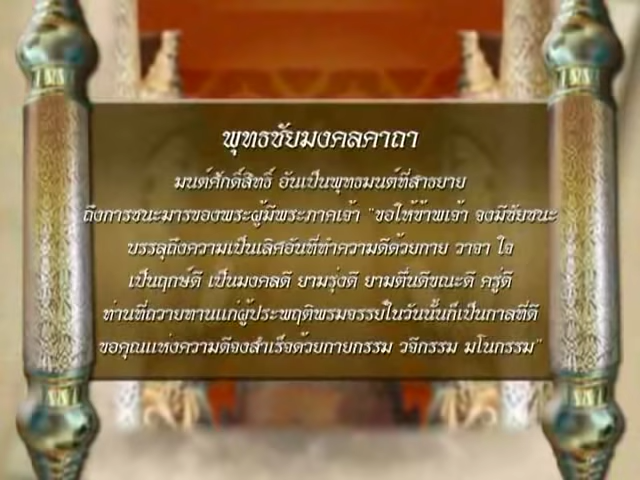 พุทธชัยมงคลคาถา
มนต์ศักดิ์สิทธิ์ อันเป็นพุทธมนต์ที่สาธยาย
ถึงการชนะมารของพระผู้มีพระภาคเจ้า "ขอให้ข้าพเจ้า จงมีชัยชนะ
บรรลุถึงความเป็นเลิศอันที่ทำความดีด้วยกาย วาจา ใจ
เป็นฤกษ์ดี เป็นมงคลดี ยามรุ่งดี ยามตื่นดีขณะดี ครู่ดี
ท่านที่ถวายทานแก่ผู้ประพฤติพรมจรรย์ในวันนั้นก็เป็นกาลที่ดี
ขอคุณแห่งความดีจงสำเร็จด้วยกายกรรม วจีกรรม มโนกรรม"